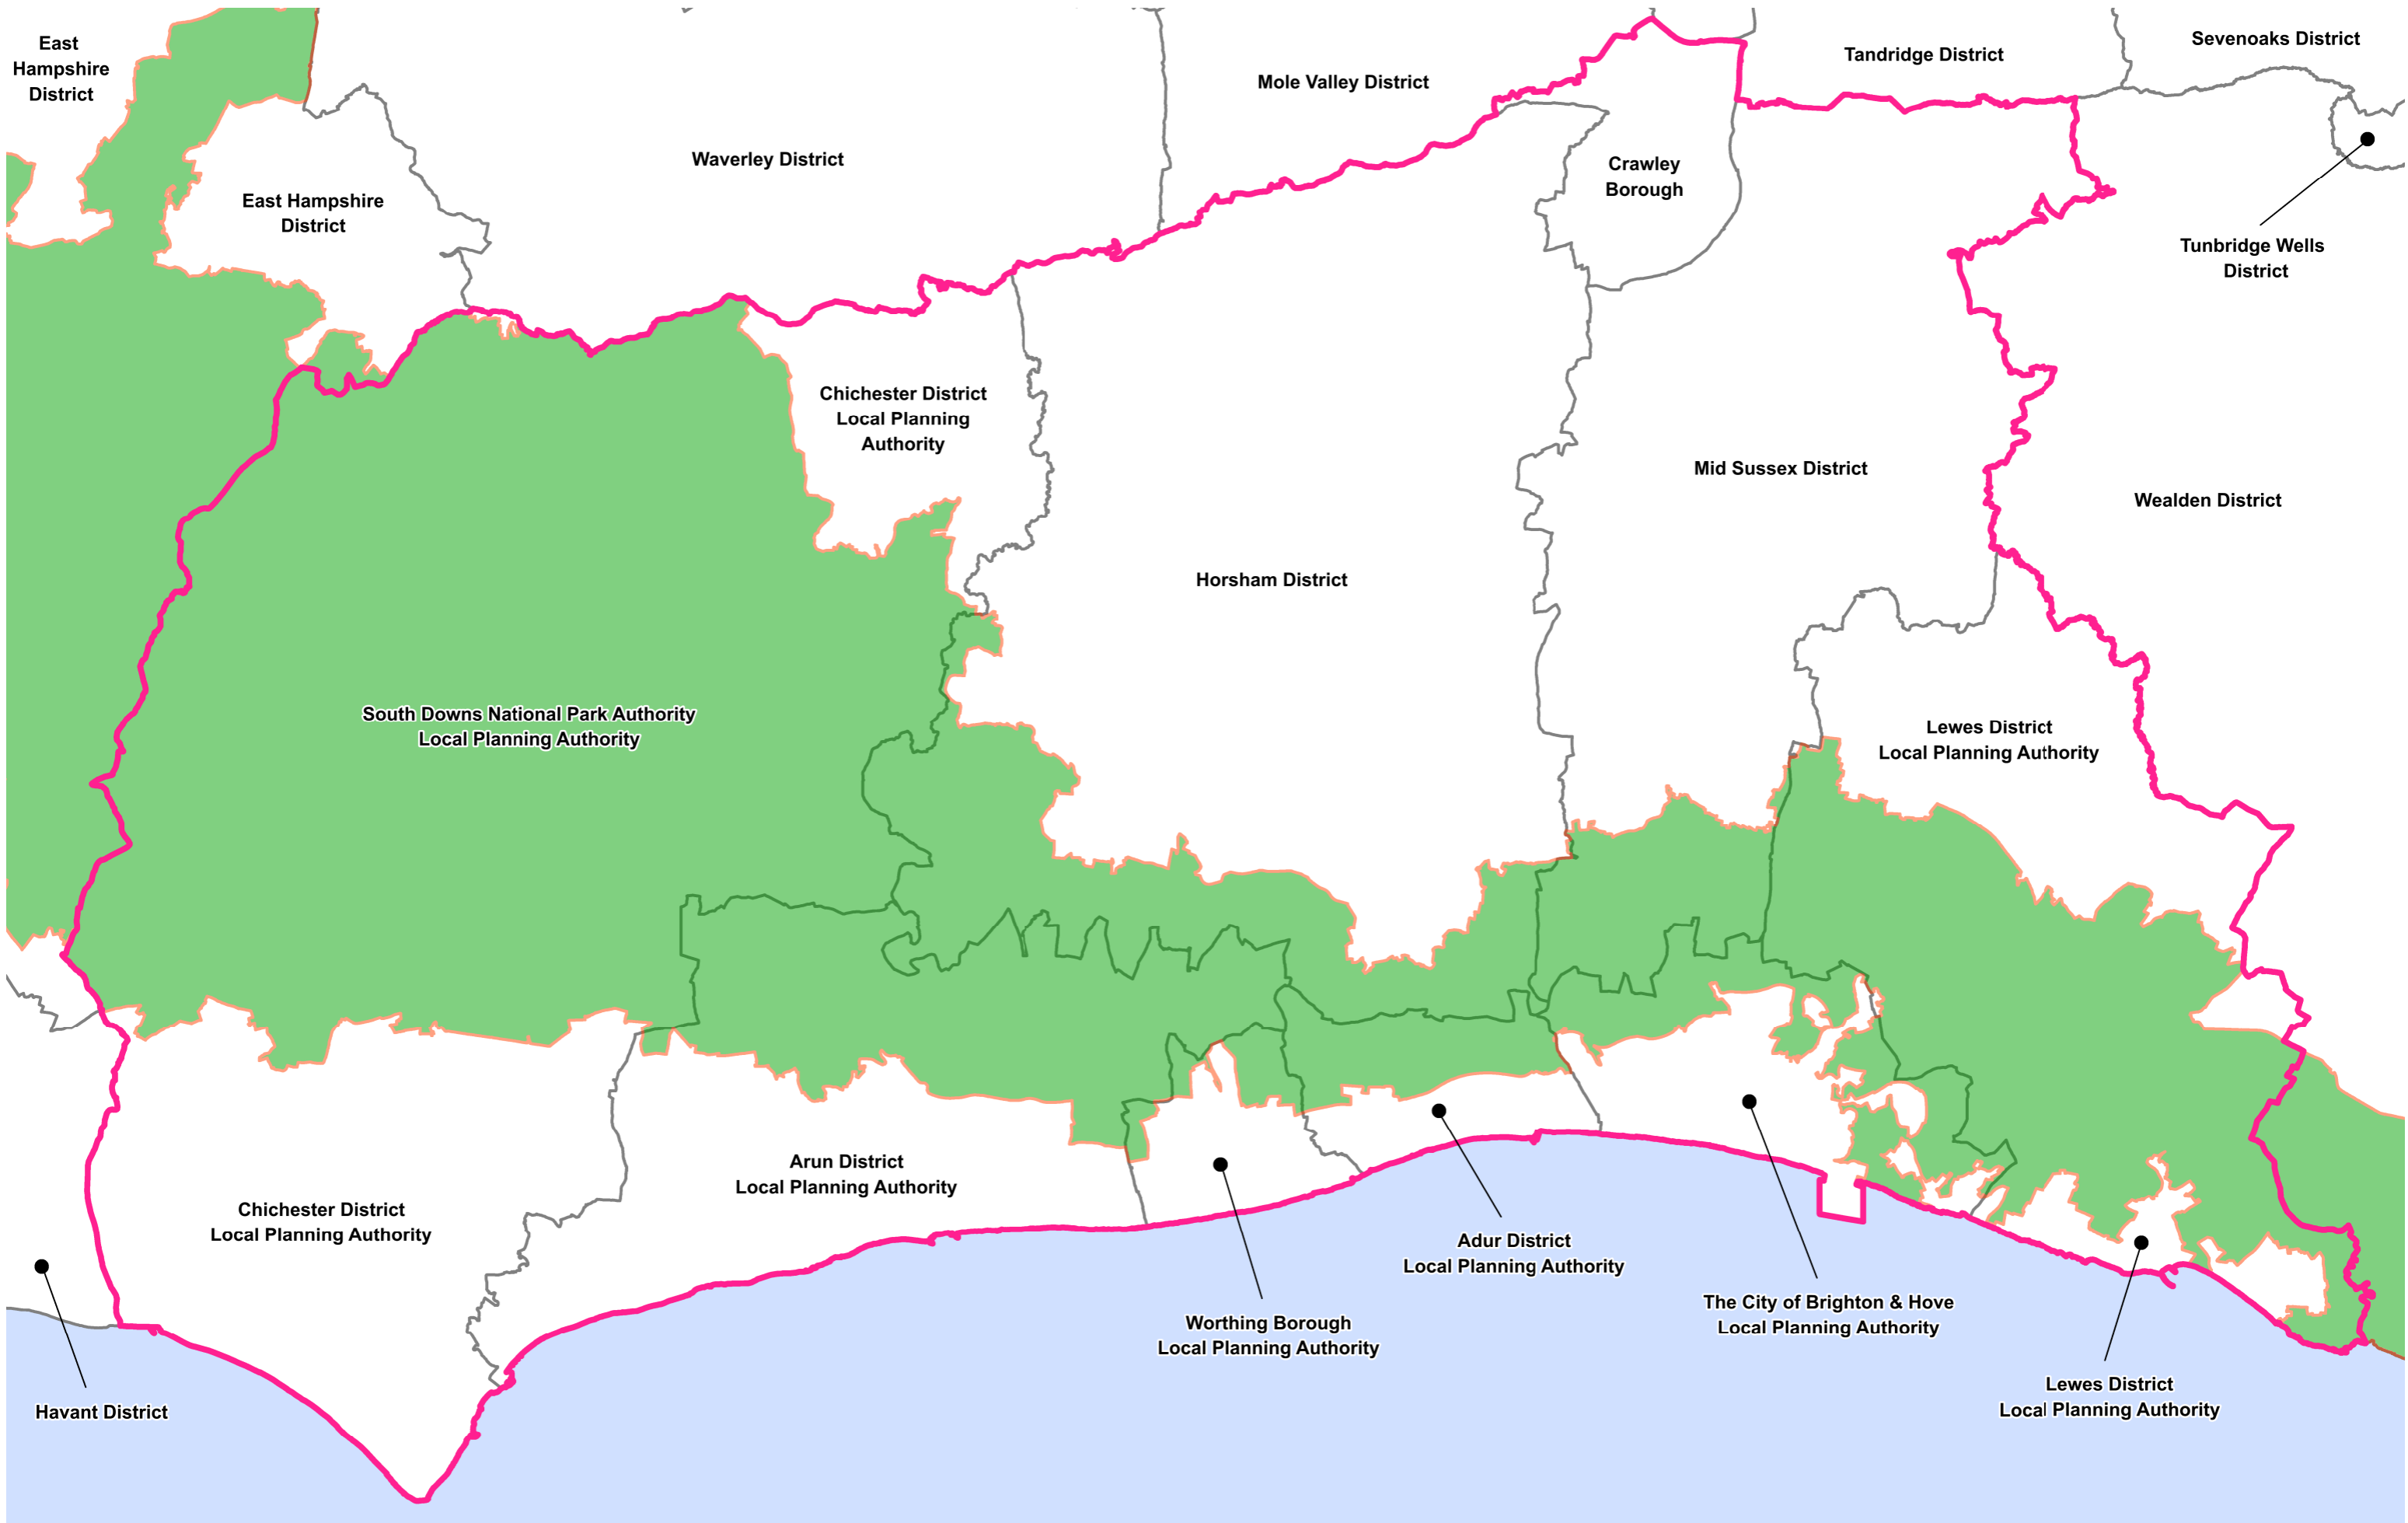 East
Hampshire
District
Sevenoaks District
Tandridge District
Mole Valley District
Waverley District
Crawley
Borough
East Hampshire
District
Tunbridge Wells
District
Chichester District
Local Planning
Authority
Mid Sussex District
Wealden District
Horsham District
South Downs National Park Authority
Local Planning Authority
Lewes District
Local Planning Authority
Arun District
Local Planning Authority
Chichester District
Local Planning Authority
Adur District
Local Planning Authority
The City of Brighton & Hove
Local Planning Authority
Worthing Borough
Local Planning Authority
Lewes District
Local Planning Authority
Havant District